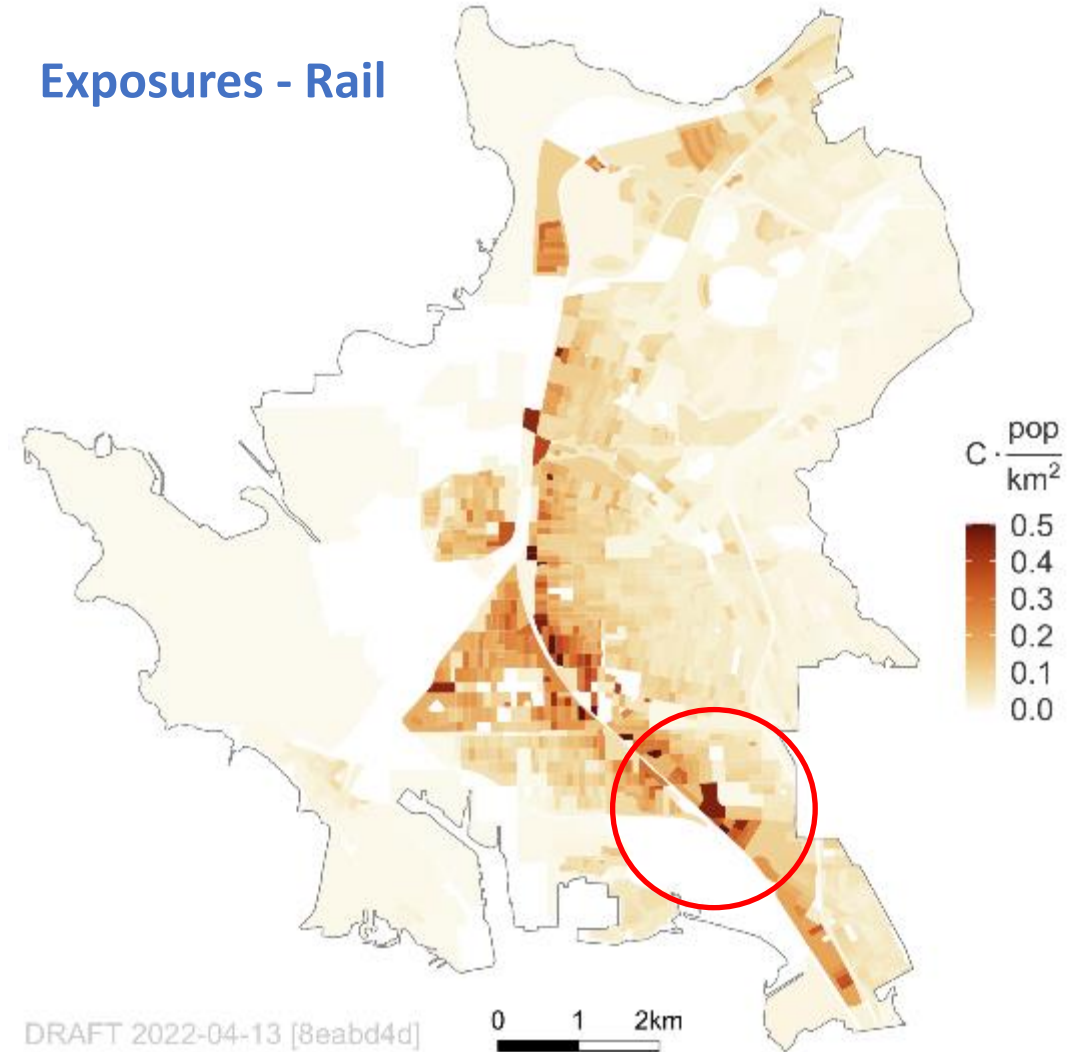 Exposures - Rail
C · pop
km²
0.5
0.4
0.3
0.2
0.1
0.0
DRAFT 2022-04-13 [8eabd4d]
0 1 2km